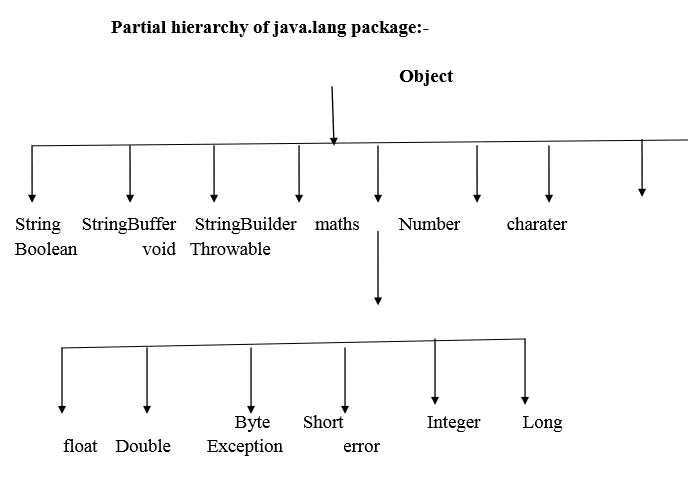 Partial hierarchy of java.lang package:-
Object
String StringBuffer StringBuilder maths Number charater
Boolean void Throwable
Byte Short Integer Long
float Double Exception error